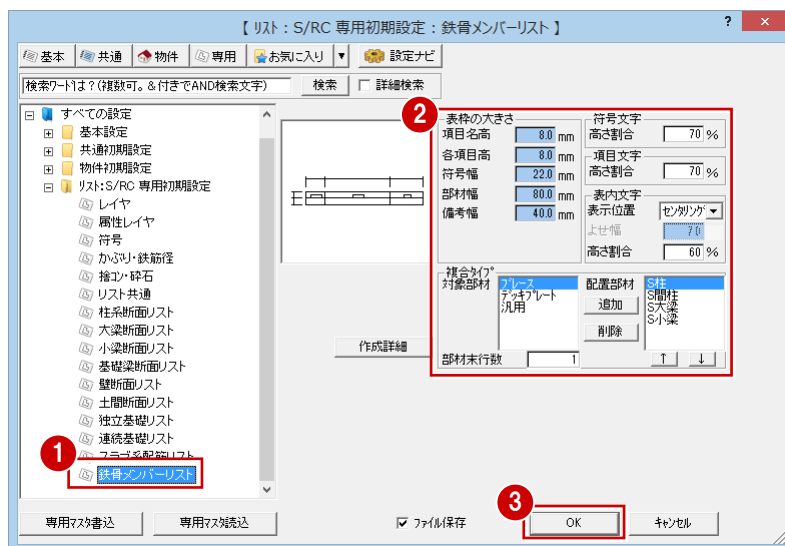 【 リスト：S/RC 専用初期設定：鉄骨メンバーリスト 】 ? ×
基本 共通 物件 専用 お気に入り ▼ 設定ナビ
検索ワードは？(複数可。＆付きでAND検索文字) 検索 詳細検索
すべての設定
基本設定
共通初期設定
物件初期設定
リスト:S/RC 専用初期設定
レイヤ
属性レイヤ
符号
かぶり・鉄筋径
捨コン・砕石
リスト共通
柱系断面リスト
大梁断面リスト
小梁断面リスト
基礎梁断面リスト
壁断面リスト
土間断面リスト
独立基礎リスト
連続基礎リスト
スラブ系配筋リスト
1
鉄骨メンバーリスト
作成詳細
2
表枠の大きさ
項目名高 8.0 mm
各項目高 8.0 mm
符号幅 22.0 mm
部材幅 80.0 mm
備考幅 40.0 mm
符号文字
高さ割合 70 %
項目文字
高さ割合 70 %
表内文字
表示位置 センタリング ▼
よせ幅 7.0
高さ割合 60 %
複合タイプ
対象部材 ブレース
デッキプレート
汎用
配置部材 S柱
S間柱
S大梁
S小梁
追加
削除
部材末行数 1
↑ ↓
専用マスタ書込 専用マスタ読込 ファイル保存
3
OK キャンセル